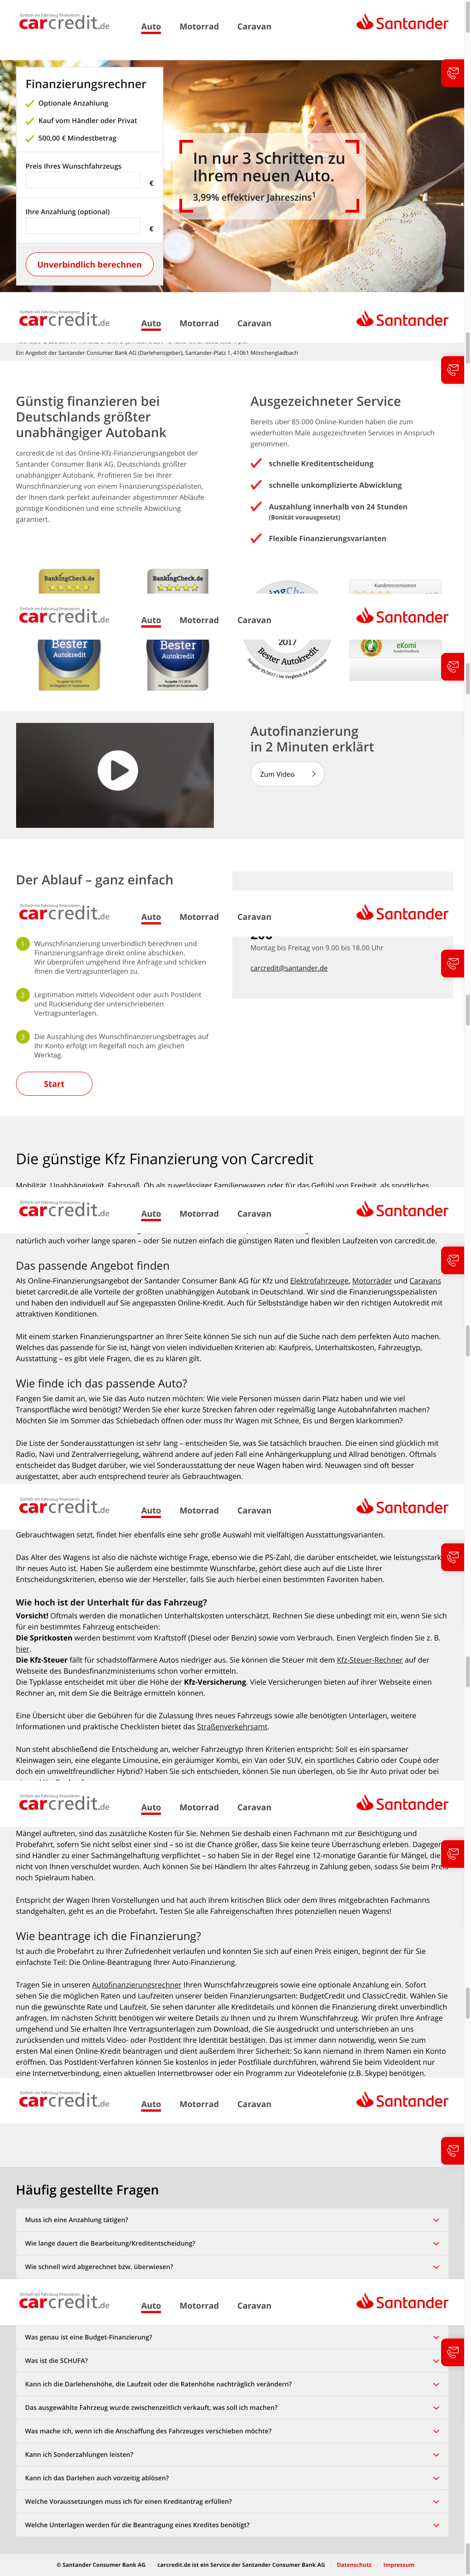 Einfach ein Fahrzeug finanzieren
carcredit.de
Auto
Motorrad
Caravan
Santander
Finanzierungsrechner
Optionale Anzahlung
Kauf vom Händler oder Privat
500,00 € Mindestbetrag
Preis Ihres Wunschfahrzeugs
€
Ihre Anzahlung (optional)
€
Unverbindlich berechnen
In nur 3 Schritten zu
Ihrem neuen Auto.
3,99% effektiver Jahreszins1
Einfach ein Fahrzeug finanzieren
carcredit.de
Auto
Motorrad
Caravan
Santander
Ein Angebot der Santander Consumer Bank AG (Darlehensgeber), Santander-Platz 1, 41061 Mönchengladbach
Günstig finanzieren bei
Deutschlands größter
unabhängiger Autobank
carcredit.de ist das Online-Kfz-Finanzierungsangebot der
Santander Consumer Bank AG, Deutschlands größter
unabhängiger Autobank. Profitieren Sie bei Ihrer
Wunschfinanzierung von einem Finanzierungsspezialisten,
der Ihnen dank perfekt aufeinander abgestimmter Abläufe
günstige Konditionen und eine schnelle Abwicklung
garantiert.
Ausgezeichneter Service
Bereits über 85.000 Online-Kunden haben die zum
wiederholten Male ausgezeichneten Services in Anspruch
genommen.
schnelle Kreditentscheidung
schnelle unkomplizierte Abwicklung
Auszahlung innerhalb von 24 Stunden
(Bonität vorausgesetzt)
Flexible Finanzierungsvarianten
BankingCheck.de
BankingCheck.de
Kundenrezensionen
Einfach ein Fahrzeug finanzieren
carcredit.de
Auto
Motorrad
Caravan
Santander
Bester
Autokredit
Bester
Autokredit
2017
Bester Autokredit
eKomi
Autofinanzierung
in 2 Minuten erklärt
Zum Video
Der Ablauf – ganz einfach
Einfach ein Fahrzeug finanzieren
carcredit.de
Auto
Motorrad
Caravan
Santander
1 Wunschfinanzierung unverbindlich berechnen und
Finanzierungsanfrage direkt online abschicken.
Wir überprüfen umgehend Ihre Anfrage und schicken
Ihnen die Vertragsunterlagen zu.
2 Legitimation mittels VideoIdent oder auch PostIdent
und Rücksendung der unterschriebenen
Vertragsunterlagen.
3 Die Auszahlung des Wunschfinanzierungsbetrages auf
Ihr Konto erfolgt im Regelfall noch am gleichen
Werktag.
Start
Montag bis Freitag von 9.00 bis 18.00 Uhr
carcredit@santander.de
Die günstige Kfz Finanzierung von Carcredit
Mobilität, Unabhängigkeit, Fahrspaß. Ob als zuverlässiger Familienwagen oder für das Gefühl von Freiheit, als sportliches
Einfach ein Fahrzeug finanzieren
carcredit.de
Auto
Motorrad
Caravan
Santander
natürlich auch vorher lange sparen – oder Sie nutzen einfach die günstigen Raten und flexiblen Laufzeiten von carcredit.de.
Das passende Angebot finden
Als Online-Finanzierungsangebot der Santander Consumer Bank AG für Kfz und Elektrofahrzeuge, Motorräder und Caravans
bietet carcredit.de alle Vorteile der größten unabhängigen Autobank in Deutschland. Wir sind die Finanzierungsspezialisten
und haben den individuell auf Sie angepassten Online-Kredit. Auch für Selbstständige haben wir den richtigen Autokredit mit
attraktiven Konditionen.
Mit einem starken Finanzierungspartner an Ihrer Seite können Sie sich nun auf die Suche nach dem perfekten Auto machen.
Welches das passende für Sie ist, hängt von vielen individuellen Kriterien ab: Kaufpreis, Unterhaltskosten, Fahrzeugtyp,
Ausstattung – es gibt viele Fragen, die es zu klären gilt.
Wie finde ich das passende Auto?
Fangen Sie damit an, wie Sie das Auto nutzen möchten: Wie viele Personen müssen darin Platz haben und wie viel
Transportfläche wird benötigt? Werden Sie eher kurze Strecken fahren oder regelmäßig lange Autobahnfahrten machen?
Möchten Sie im Sommer das Schiebedach öffnen oder muss Ihr Wagen mit Schnee, Eis und Bergen klarkommen?
Die Liste der Sonderausstattungen ist sehr lang – entscheiden Sie, was Sie tatsächlich brauchen. Die einen sind glücklich mit
Radio, Navi und Zentralverriegelung, während andere auf jeden Fall eine Anhängerkupplung und Allrad benötigen. Oftmals
entscheidet das Budget darüber, wie viel Sonderausstattung der neue Wagen haben wird. Neuwagen sind oft besser
ausgestattet, aber auch entsprechend teurer als Gebrauchtwagen.
Einfach ein Fahrzeug finanzieren
carcredit.de
Auto
Motorrad
Caravan
Santander
Gebrauchtwagen setzt, findet hier ebenfalls eine sehr große Auswahl mit vielfältigen Ausstattungsvarianten.
Das Alter des Wagens ist also die nächste wichtige Frage, ebenso wie die PS-Zahl, die darüber entscheidet, wie leistungsstark
Ihr neues Auto ist. Haben Sie außerdem eine bestimmte Wunschfarbe, gehört diese auch auf die Liste Ihrer
Entscheidungskriterien, ebenso wie der Hersteller, falls Sie auch hierbei einen bestimmten Favoriten haben.
Wie hoch ist der Unterhalt für das Fahrzeug?
Vorsicht! Oftmals werden die monatlichen Unterhaltskosten unterschätzt. Rechnen Sie diese unbedingt mit ein, wenn Sie sich
für ein bestimmtes Fahrzeug entscheiden:
Die Spritkosten werden bestimmt vom Kraftstoff (Diesel oder Benzin) sowie vom Verbrauch. Einen Vergleich finden Sie z. B.
hier.
Die Kfz-Steuer fällt für schadstoffärmere Autos niedriger aus. Sie können die Steuer mit dem Kfz-Steuer-Rechner auf der
Webseite des Bundesfinanzministeriums schon vorher ermitteln.
Die Typklasse entscheidet mit über die Höhe der Kfz-Versicherung. Viele Versicherungen bieten auf ihrer Webseite einen
Rechner an, mit dem Sie die Beiträge ermitteln können.
Eine Übersicht über die Gebühren für die Zulassung Ihres neues Fahrzeugs sowie alle benötigten Unterlagen, weitere
Informationen und praktische Checklisten bietet das Straßenverkehrsamt.
Nun steht abschließend die Entscheidung an, welcher Fahrzeugtyp Ihren Kriterien entspricht: Soll es ein sparsamer
Kleinwagen sein, eine elegante Limousine, ein geräumiger Kombi, ein Van oder SUV, ein sportliches Cabrio oder Coupé oder
doch ein umweltfreundlicher Hybrid? Haben Sie sich entschieden, können Sie nun überlegen, ob Sie Ihr Auto privat oder bei
Einfach ein Fahrzeug finanzieren
carcredit.de
Auto
Motorrad
Caravan
Santander
Mängel auftreten, sind das zusätzliche Kosten für Sie. Nehmen Sie deshalb einen Fachmann mit zur Besichtigung und
Probefahrt, sofern Sie nicht selbst einer sind – so ist die Chance größer, dass Sie keine teure Überraschung erleben. Dagegen
sind Händler zu einer Sachmängelhaftung verpflichtet – so haben Sie in der Regel eine 12-monatige Garantie für Mängel, die
nicht von Ihnen verschuldet wurden. Auch können Sie bei Händlern Ihr altes Fahrzeug in Zahlung geben, sodass Sie beim Preis
noch Spielraum haben.
Entspricht der Wagen Ihren Vorstellungen und hat auch Ihrem kritischen Blick oder dem Ihres mitgebrachten Fachmanns
standgehalten, geht es an die Probefahrt. Testen Sie alle Fahreigenschaften Ihres potenziellen neuen Wagens!
Wie beantrage ich die Finanzierung?
Ist auch die Probefahrt zu Ihrer Zufriedenheit verlaufen und konnten Sie sich auf einen Preis einigen, beginnt der für Sie
einfachste Teil: Die Online-Beantragung Ihrer Auto-Finanzierung.
Tragen Sie in unseren Autofinanzierungsrechner Ihren Wunschfahrzeugpreis sowie eine optionale Anzahlung ein. Sofort
sehen Sie die möglichen Raten und Laufzeiten unserer beiden Finanzierungsarten: BudgetCredit und ClassicCredit. Wählen Sie
nun die gewünschte Rate und Laufzeit. Sie sehen darunter alle Kreditdetails und können die Finanzierung direkt unverbindlich
anfragen. Im nächsten Schritt benötigen wir weitere Details zu Ihnen und zu Ihrem Wunschfahrzeug. Wir prüfen Ihre Anfrage
umgehend und Sie erhalten Ihre Vertragsunterlagen zum Download, die Sie ausgedruckt und unterschrieben an uns
zurücksenden und mittels Video- oder PostIdent Ihre Identität bestätigen. Das ist immer dann notwendig, wenn Sie zum
ersten Mal einen Online-Kredit beantragen und dient außerdem Ihrer Sicherheit: So kann niemand in Ihrem Namen ein Konto
eröffnen. Das PostIdent-Verfahren können Sie kostenlos in jeder Postfiliale durchführen, während Sie beim VideoIdent nur
eine Internetverbindung, einen aktuellen Internetbrowser oder ein Programm zur Videotelefonie (z.B. Skype) benötigen.
Einfach ein Fahrzeug finanzieren
carcredit.de
Auto
Motorrad
Caravan
Santander
Häufig gestellte Fragen
Muss ich eine Anzahlung tätigen?
Wie lange dauert die Bearbeitung/Kreditentscheidung?
Wie schnell wird abgerechnet bzw. überwiesen?
Einfach ein Fahrzeug finanzieren
carcredit.de
Auto
Motorrad
Caravan
Santander
Was genau ist eine Budget-Finanzierung?
Was ist die SCHUFA?
Kann ich die Darlehenshöhe, die Laufzeit oder die Ratenhöhe nachträglich verändern?
Das ausgewählte Fahrzeug wurde zwischenzeitlich verkauft, was soll ich machen?
Was mache ich, wenn ich die Anschaffung des Fahrzeuges verschieben möchte?
Kann ich Sonderzahlungen leisten?
Kann ich das Darlehen auch vorzeitig ablösen?
Welche Voraussetzungen muss ich für einen Kreditantrag erfüllen?
Welche Unterlagen werden für die Beantragung eines Kredites benötigt?
© Santander Consumer Bank AG
carcredit.de ist ein Service der Santander Consumer Bank AG
Datenschutz
Impressum